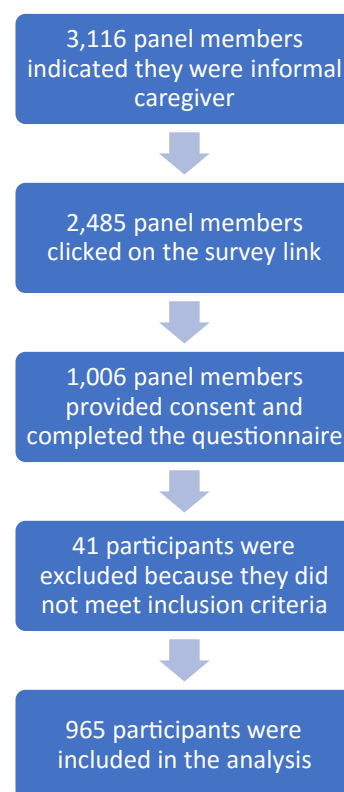 3,116 panel members
indicated they were informal
caregiver
2,485 panel members
clicked on the survey link
1,006 panel members
provided consent and
completed the questionnaire
41 participants were
excluded because they did
not meet inclusion criteria
965 participants were
included in the analysis